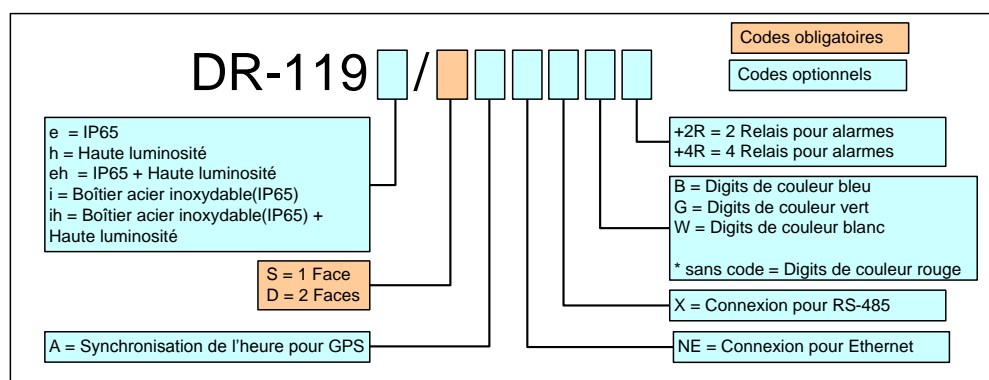 Codes obligatoires
DR-119 /
Codes optionnels
e = IP65
h = Haute luminosité
eh = IP65 + Haute luminosité
i = Boîtier acier inoxydable(IP65)
ih = Boîtier acier inoxydable(IP65) +
Haute luminosité
+2R = 2 Relais pour alarmes
+4R = 4 Relais pour alarmes
B = Digits de couleur bleu
G = Digits de couleur vert
W = Digits de couleur blanc
* sans code = Digits de couleur rouge
S = 1 Face
D = 2 Faces
X = Connexion pour RS-485
A = Synchronisation de l'heure pour GPS
NE = Connexion pour Ethernet